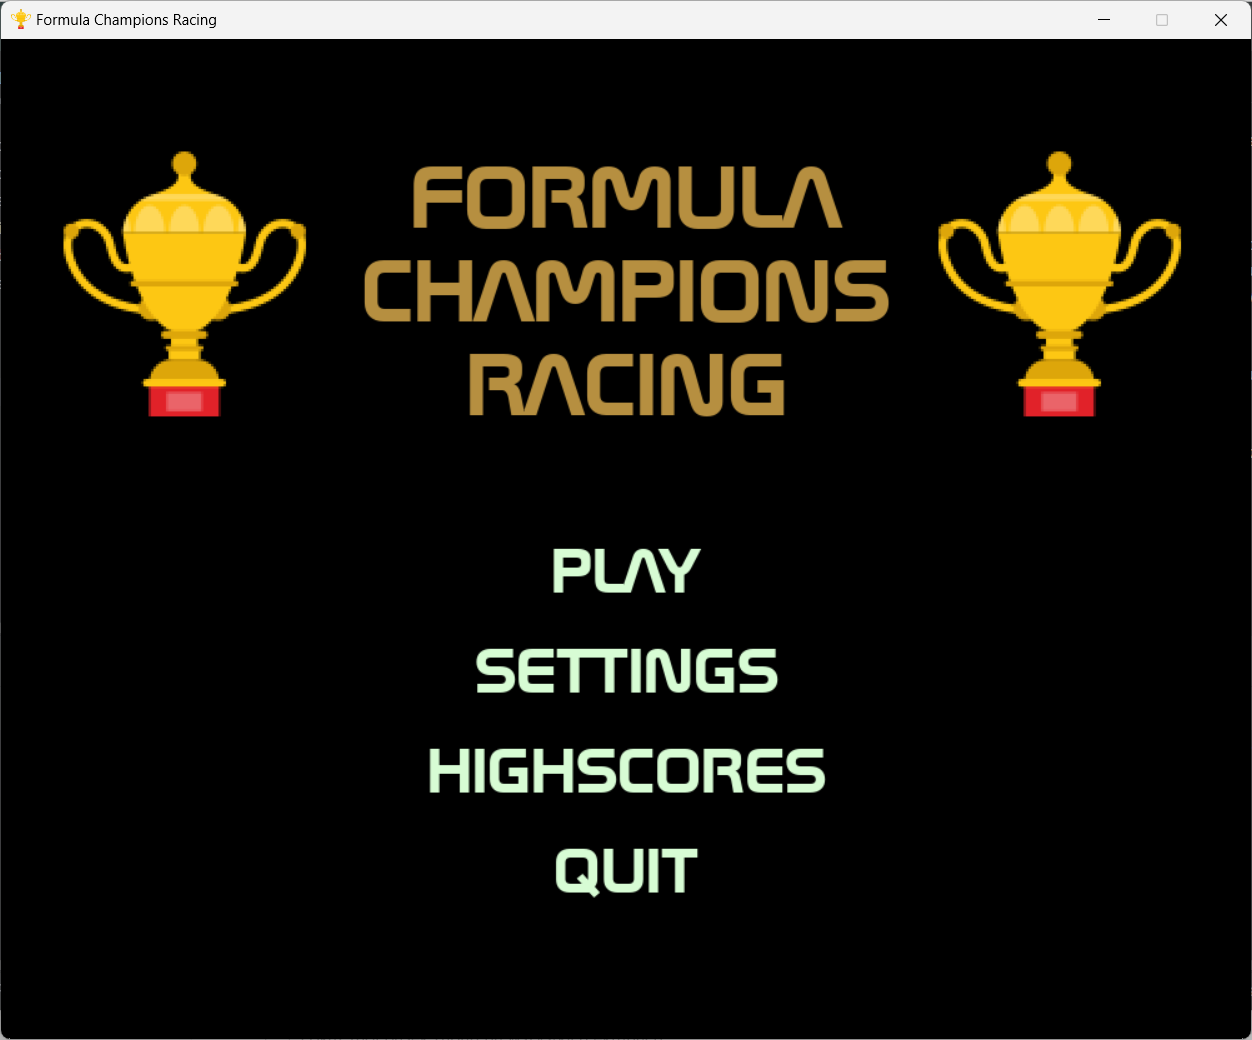 Formula Champions Racing
FORMULA
CHAMPIONS
RACING
PLAY
SETTINGS
HIGHSCORES
QUIT